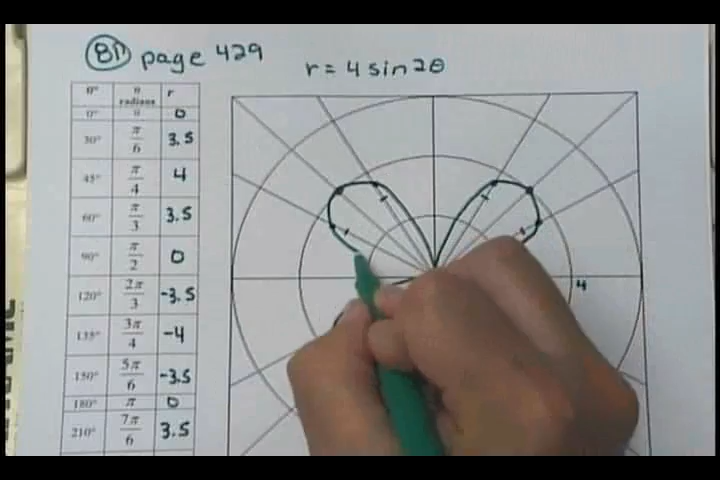 8n page 429
r = 4 sin 2θ
θ° θ radians r
0° 0 0
30° π/6 3.5
45° π/4 4
60° π/3 3.5
90° π/2 0
120° 2π/3 -3.5
135° 3π/4 -4
150° 5π/6 -3.5
180° π 0
210° 7π/6 3.5
4